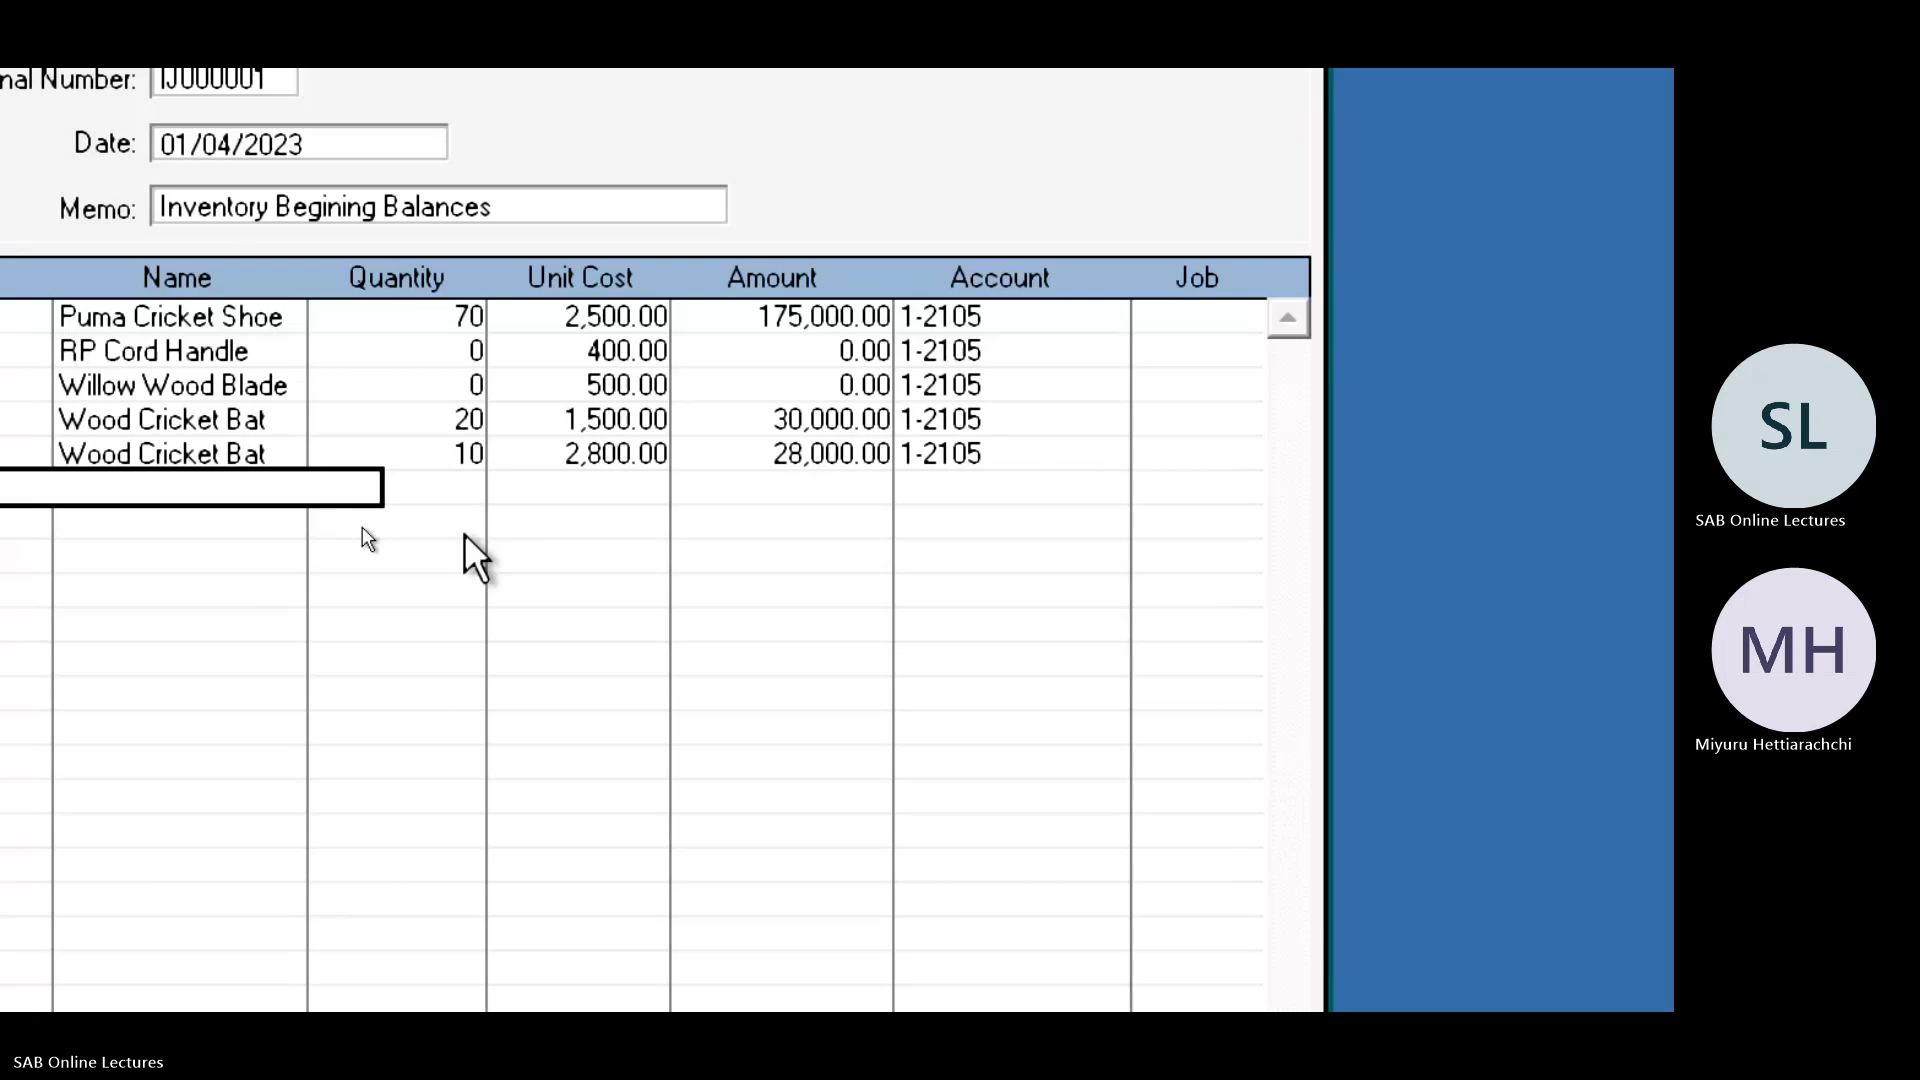 nal Number: IJ000001
Date: 01/04/2023
Memo: Inventory Begining Balances
Name Quantity Unit Cost Amount Account Job
Puma Cricket Shoe 70 2,500.00 175,000.00 1-2105
RP Cord Handle 0 400.00 0.00 1-2105
Willow Wood Blade 0 500.00 0.00 1-2105
Wood Cricket Bat 20 1,500.00 30,000.00 1-2105
Wood Cricket Bat 10 2,800.00 28,000.00 1-2105
SL
SAB Online Lectures
MH
Miyuru Hettiarachchi
SAB Online Lectures